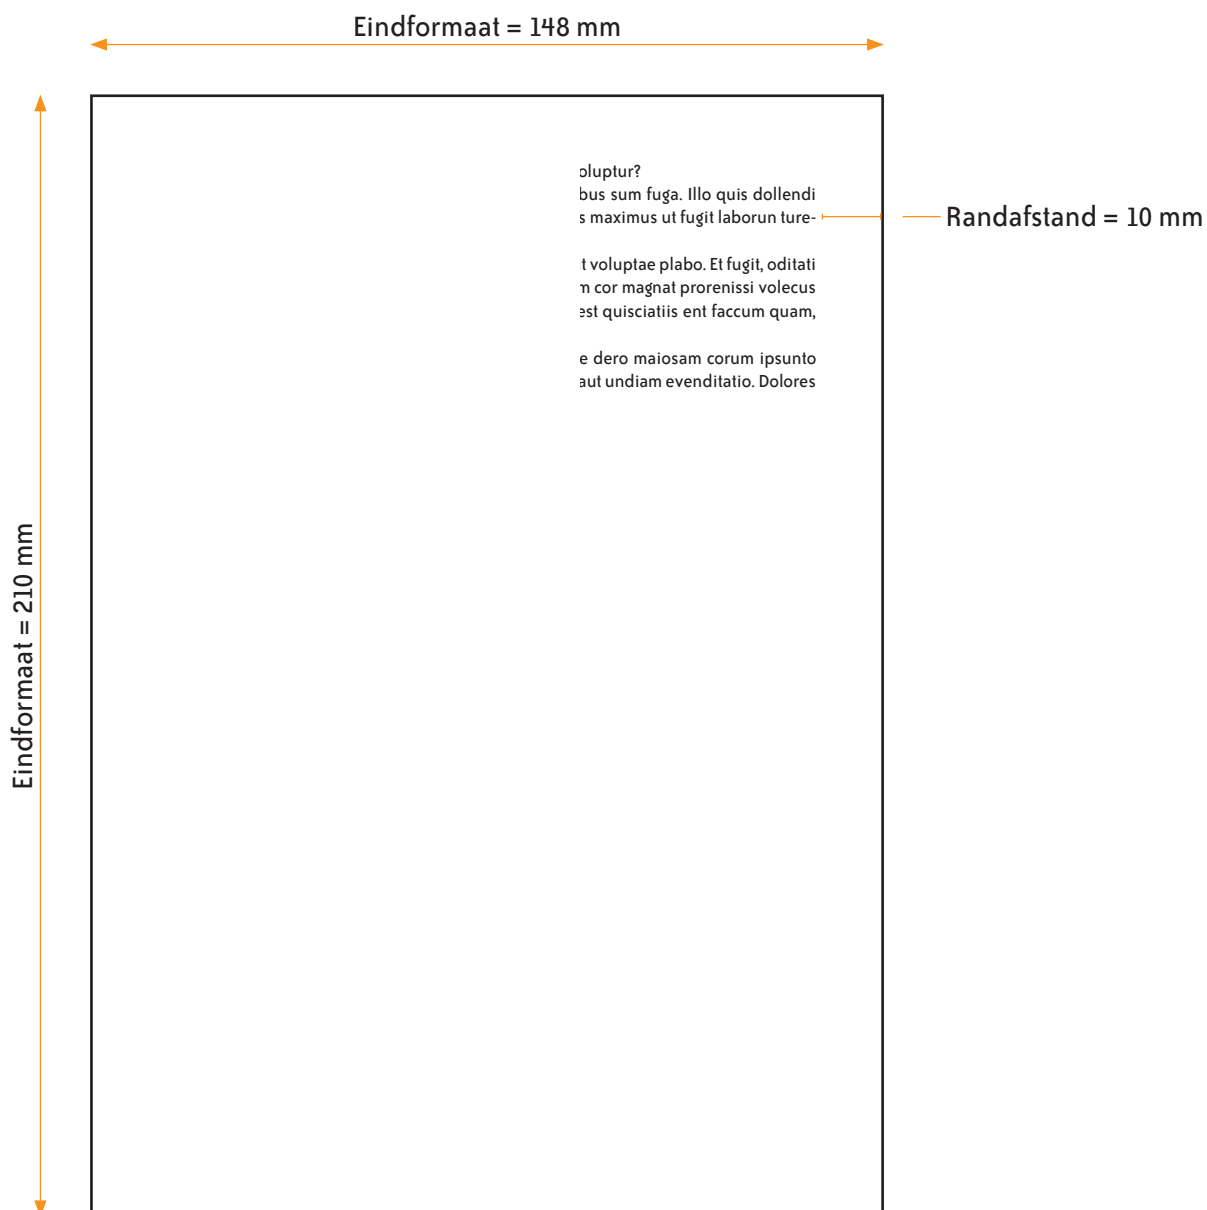 Eindformaat = 148 mm
oluptur?
bus sum fuga. Illo quis dollendi
s maximus ut fugit laborun ture-
Randafstand = 10 mm
t voluptae plabo. Et fugit, oditati
m cor magnat prorenissi volecus
est quisciatiis ent faccum quam,
e dero maiosam corum ipsunto
aut undiam evenditatio. Dolores
Eindformaat = 210 mm